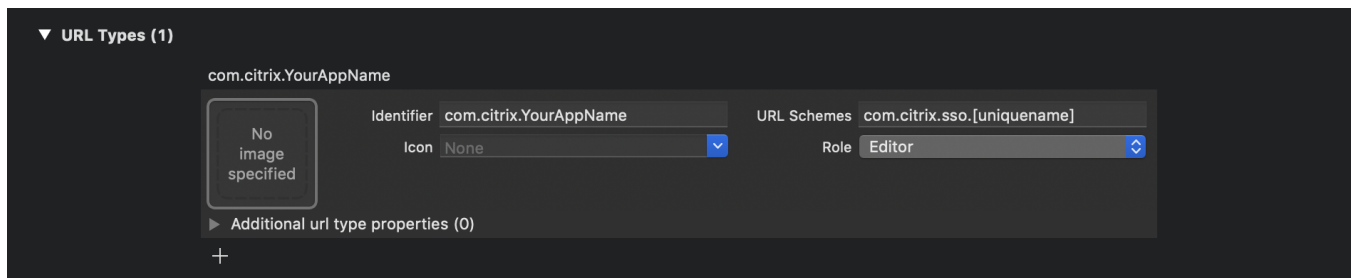 ▼ URL Types (1)
com.citrix.YourAppName
No
image
specified
Identifier com.citrix.YourAppName
URL Schemes com.citrix.sso.[uniquename]
Icon None
Role Editor
▶ Additional url type properties (0)
+